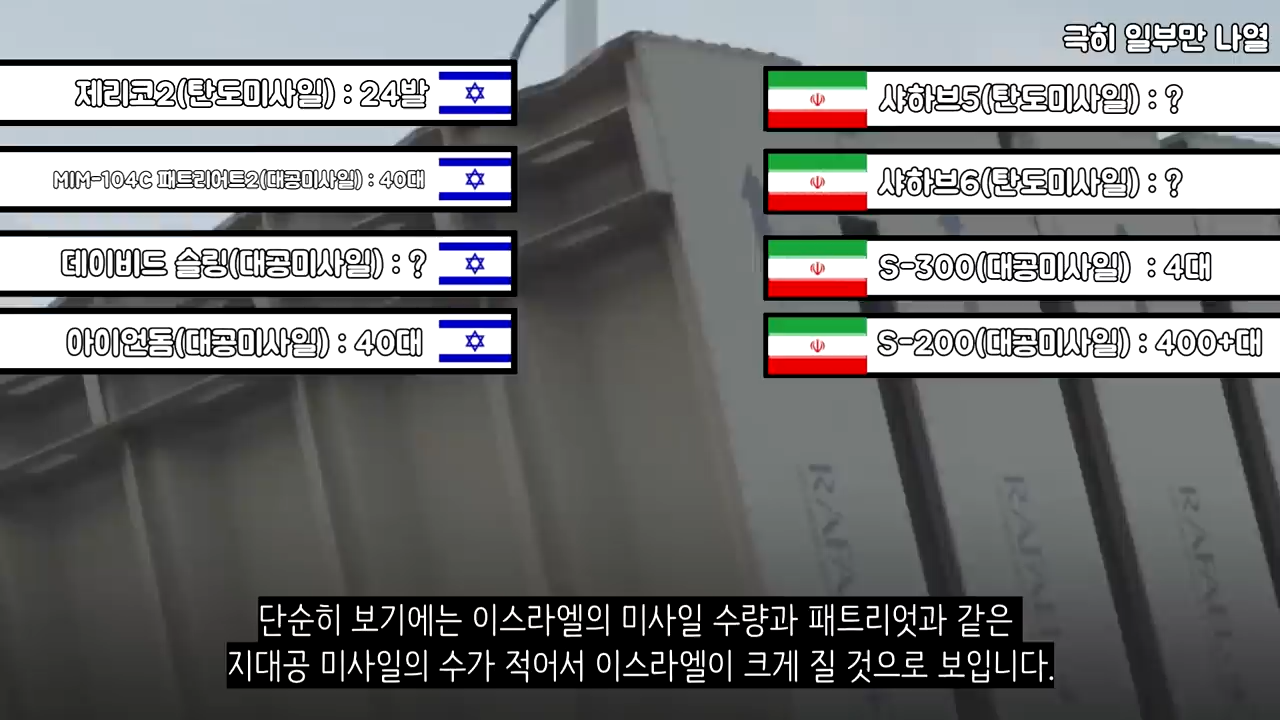 극히 일부만 나열
제리코2(탄도미사일) : 24발
MIM-104C 패트리어트2(대공미사일) : 40대
데이비드 슬링(대공미사일) : ?
아이언돔(대공미사일) : 40대
샤하브5(탄도미사일) : ?
샤하브6(탄도미사일) : ?
S-300(대공미사일) : 4대
S-200(대공미사일) : 400+대
RAFAEL
RAFAEL
RAFAEL
단순히 보기에는 이스라엘의 미사일 수량과 패트리엇과 같은
지대공 미사일의 수가 적어서 이스라엘이 크게 질 것으로 보입니다.